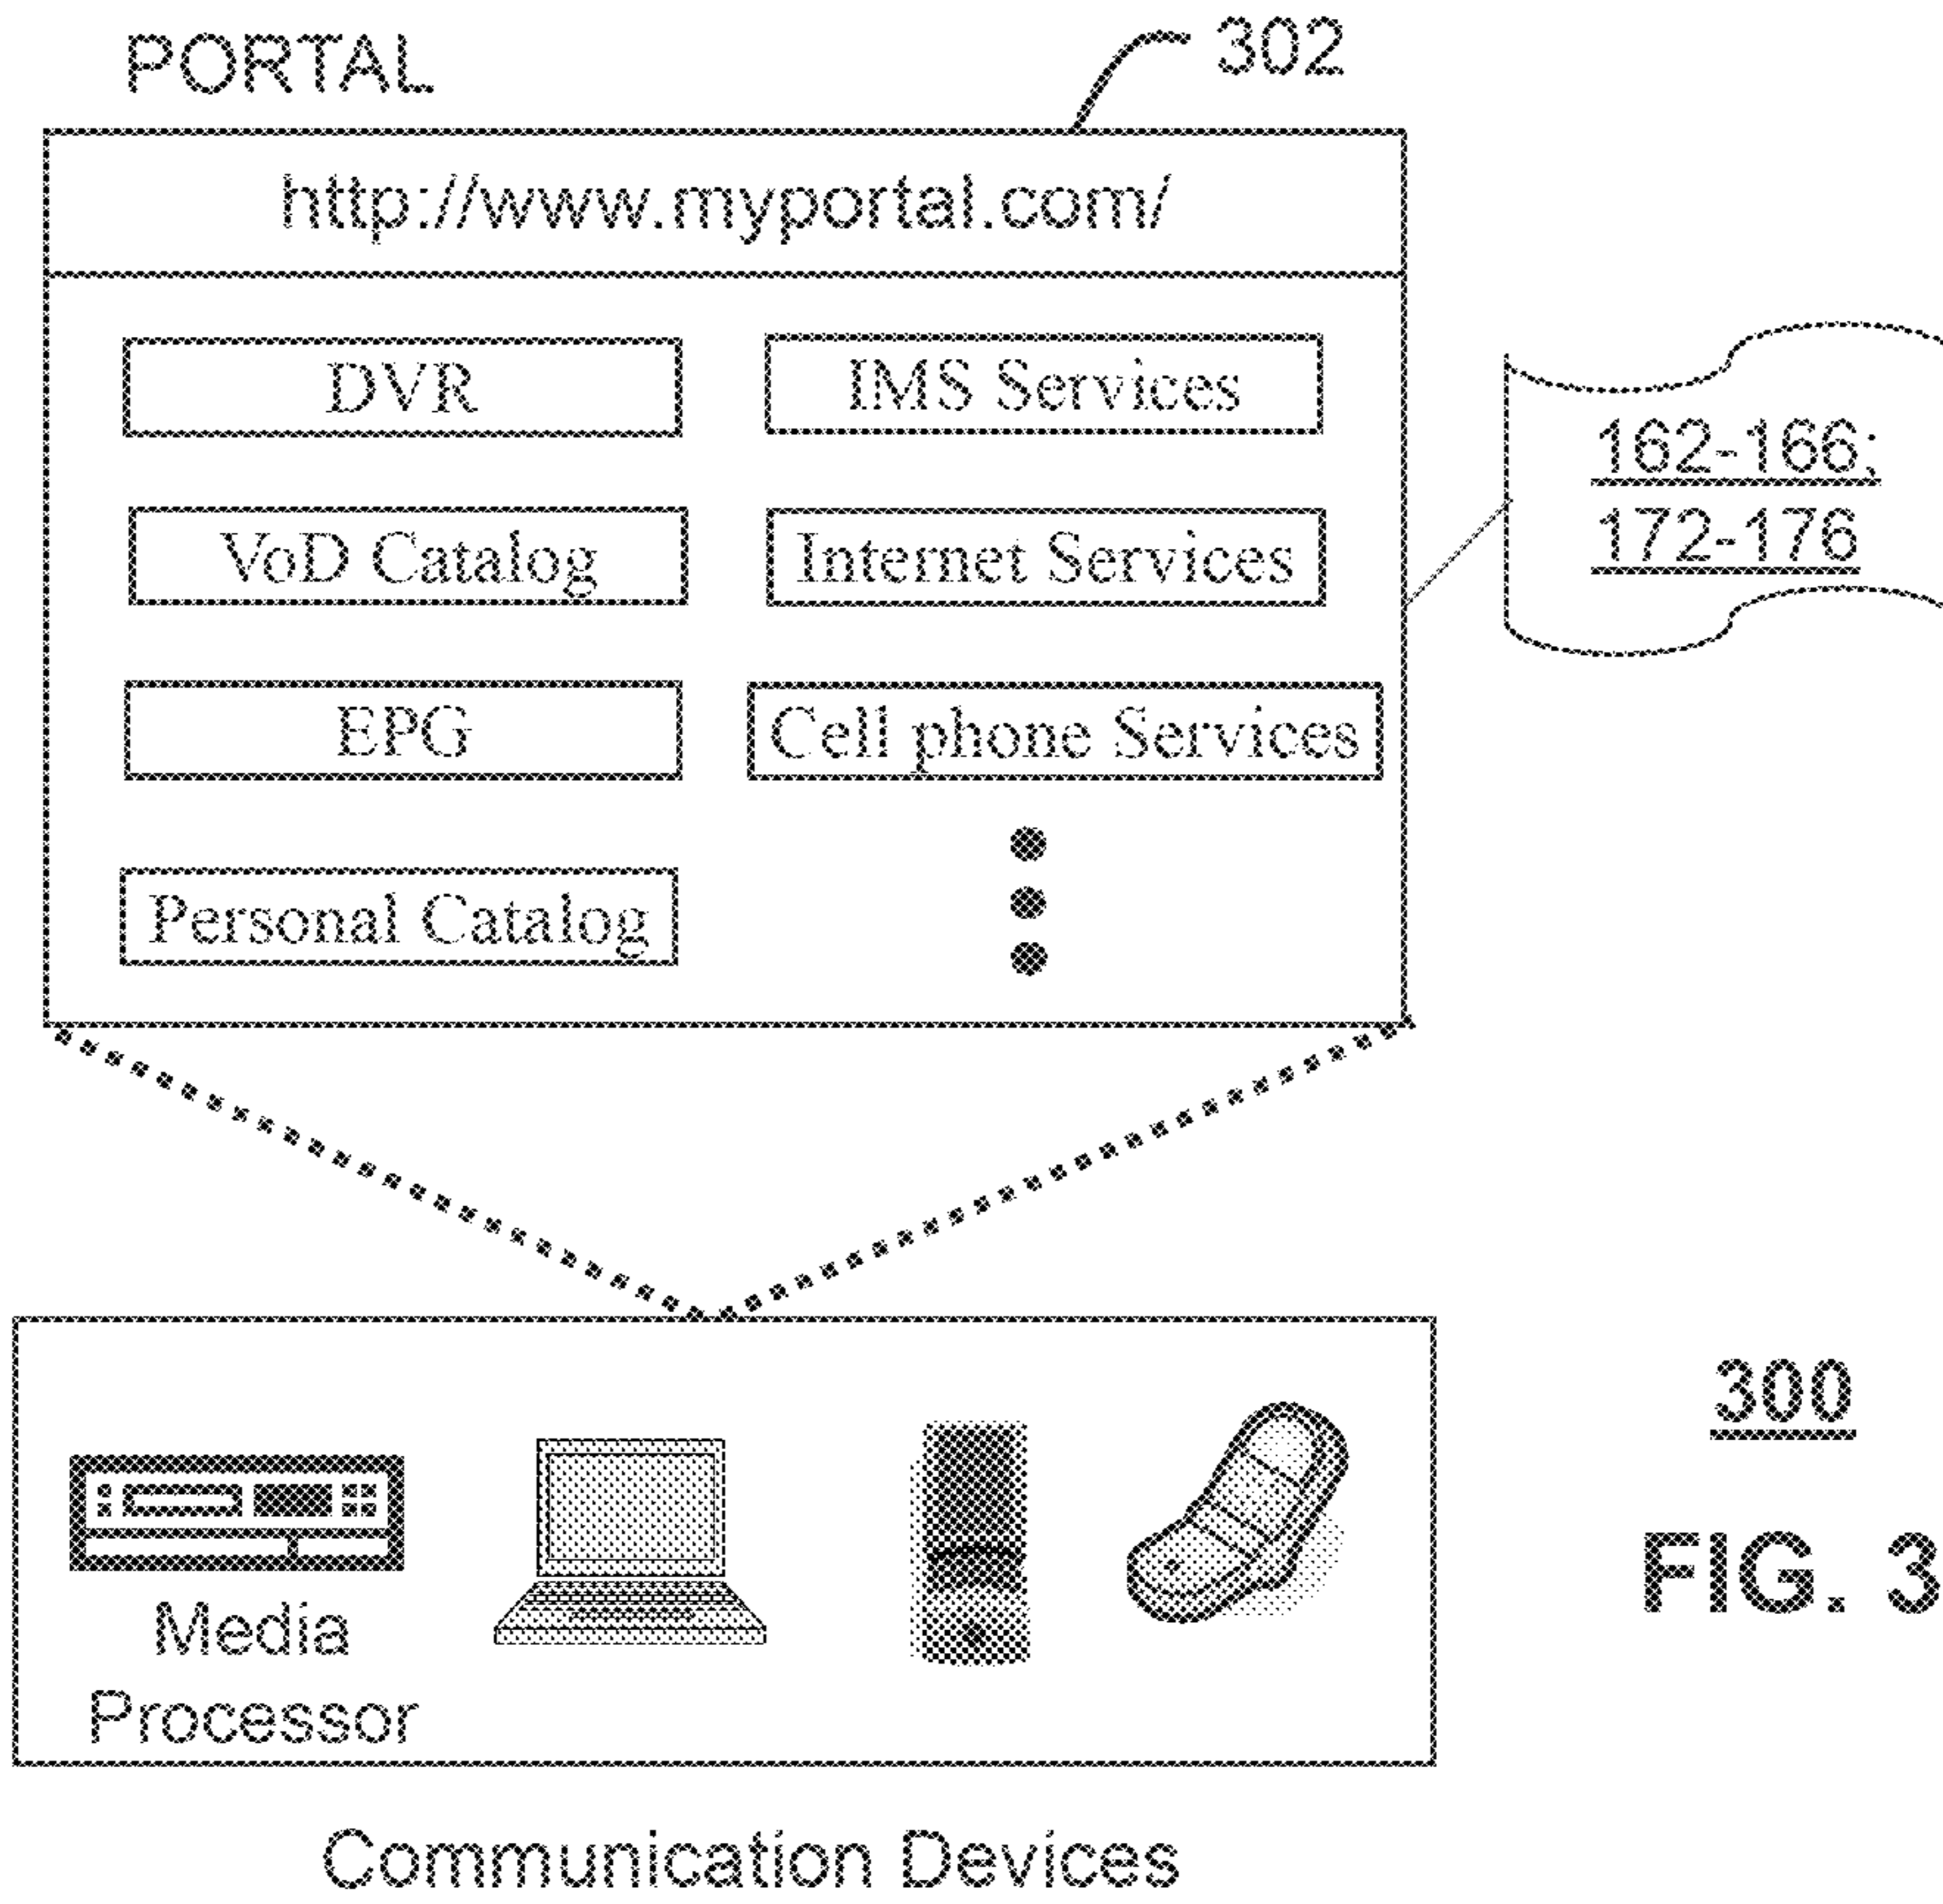 PORTAL
302
http://www.myportal.com/
DVR
IMS Services
VoD Catalog
Internet Services
EPG
Cell phone Services
Personal Catalog
162-166;
172-176
Media
Processor
Communication Devices
300
FIG. 3